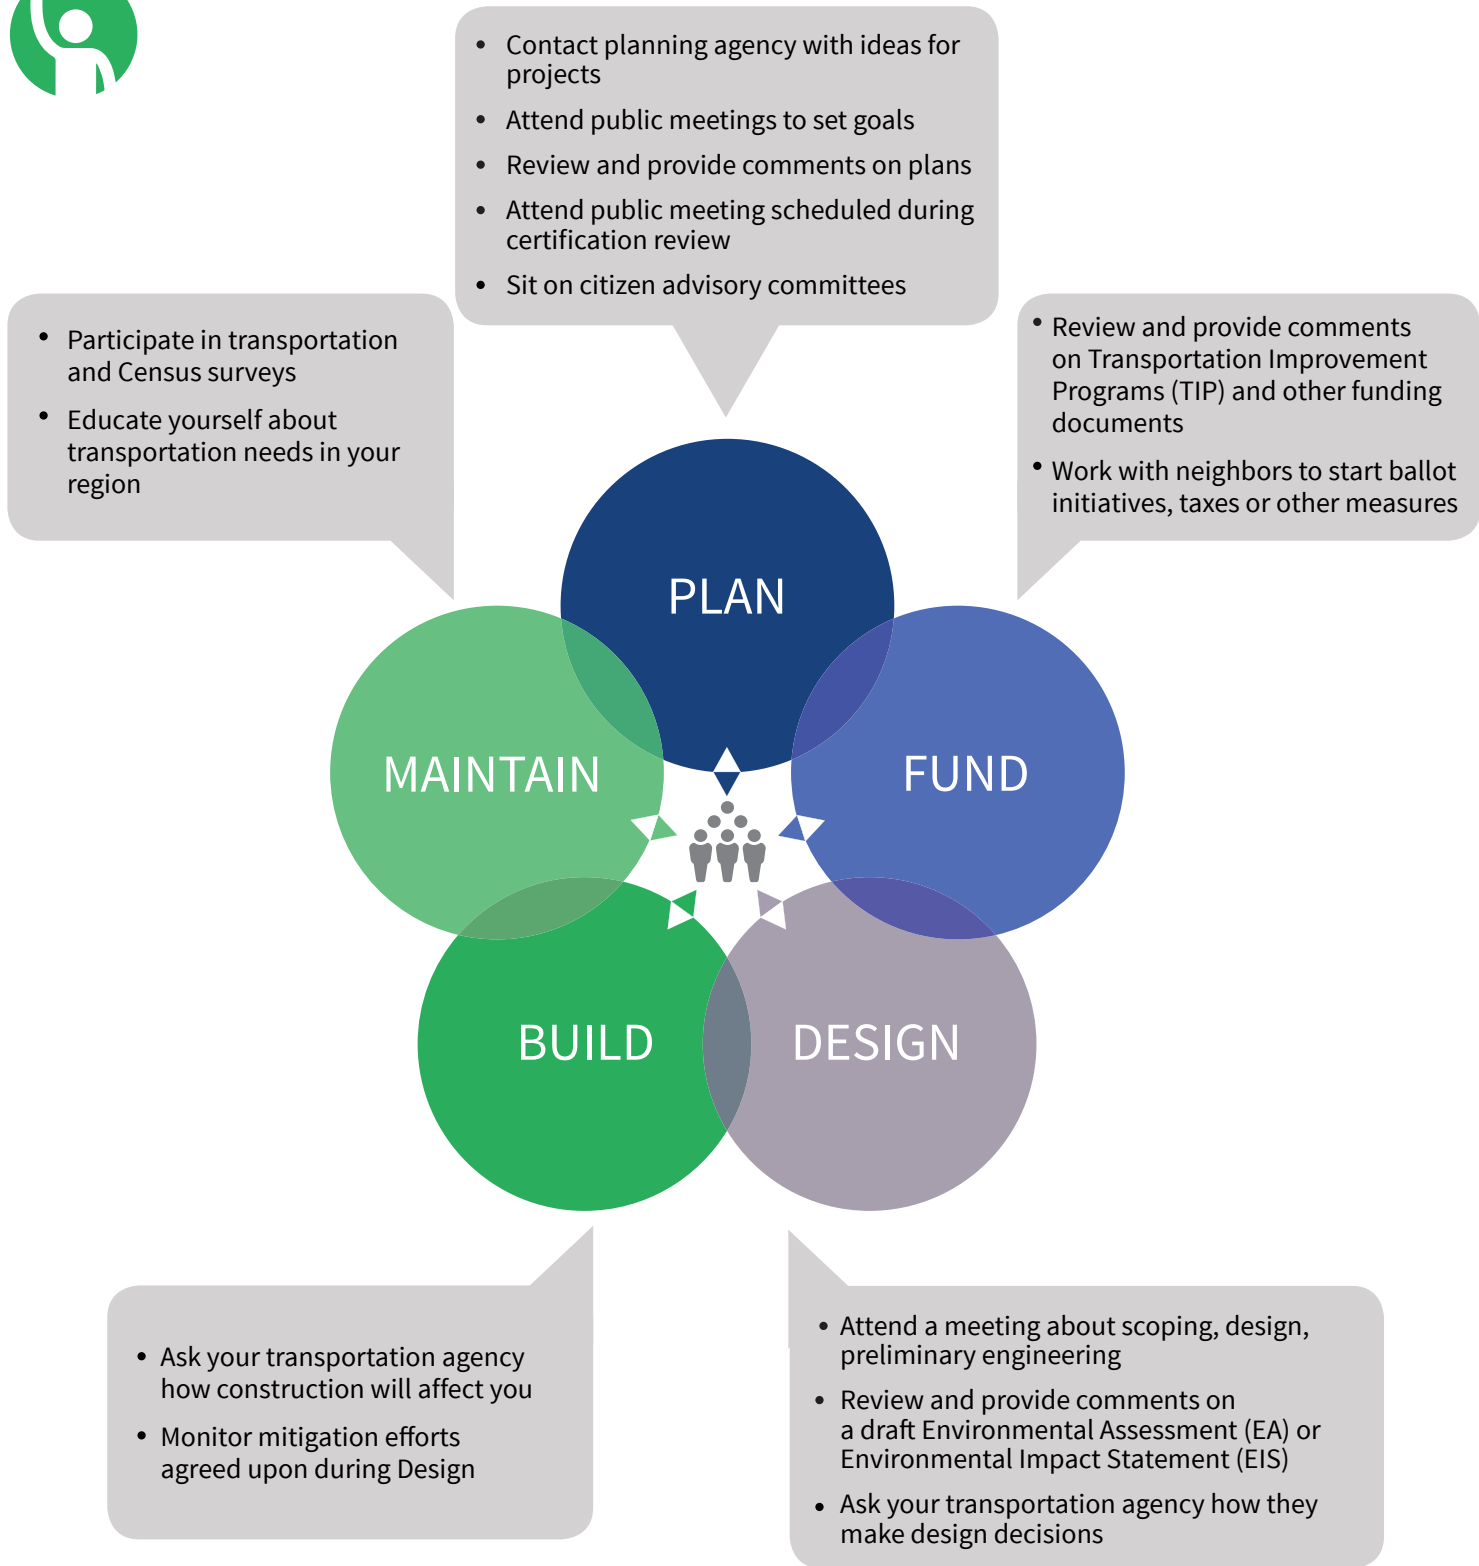 • Contact planning agency with ideas for
projects
• Attend public meetings to set goals
• Review and provide comments on plans
• Attend public meeting scheduled during
certification review
• Sit on citizen advisory committees
• Participate in transportation
and Census surveys
• Educate yourself about
transportation needs in your
region
• Review and provide comments
on Transportation Improvement
Programs (TIP) and other funding
documents
• Work with neighbors to start ballot
initiatives, taxes or other measures
PLAN
MAINTAIN
FUND
BUILD
DESIGN
• Ask your transportation agency
how construction will affect you
• Monitor mitigation efforts
agreed upon during Design
• Attend a meeting about scoping, design,
preliminary engineering
• Review and provide comments on
a draft Environmental Assessment (EA) or
Environmental Impact Statement (EIS)
• Ask your transportation agency how they
make design decisions